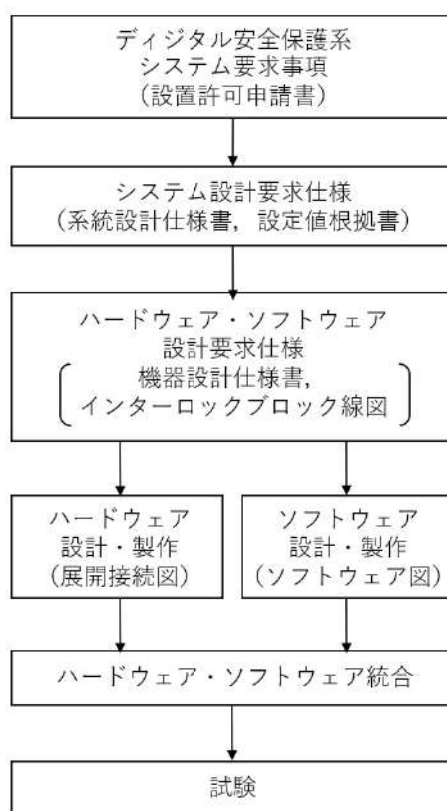 ディジタル安全保護系
システム要求事項
(設置許可申請書)
システム設計要求仕様
(系統設計仕様書，設定値根拠書)
ハードウェア・ソフトウェア
設計要求仕様
機器設計仕様書，
インターロックブロック線図
ハードウェア
設計・製作
(展開接続図)
ソフトウェア
設計・製作
(ソフトウェア図)
ハードウェア・ソフトウェア統合
試験